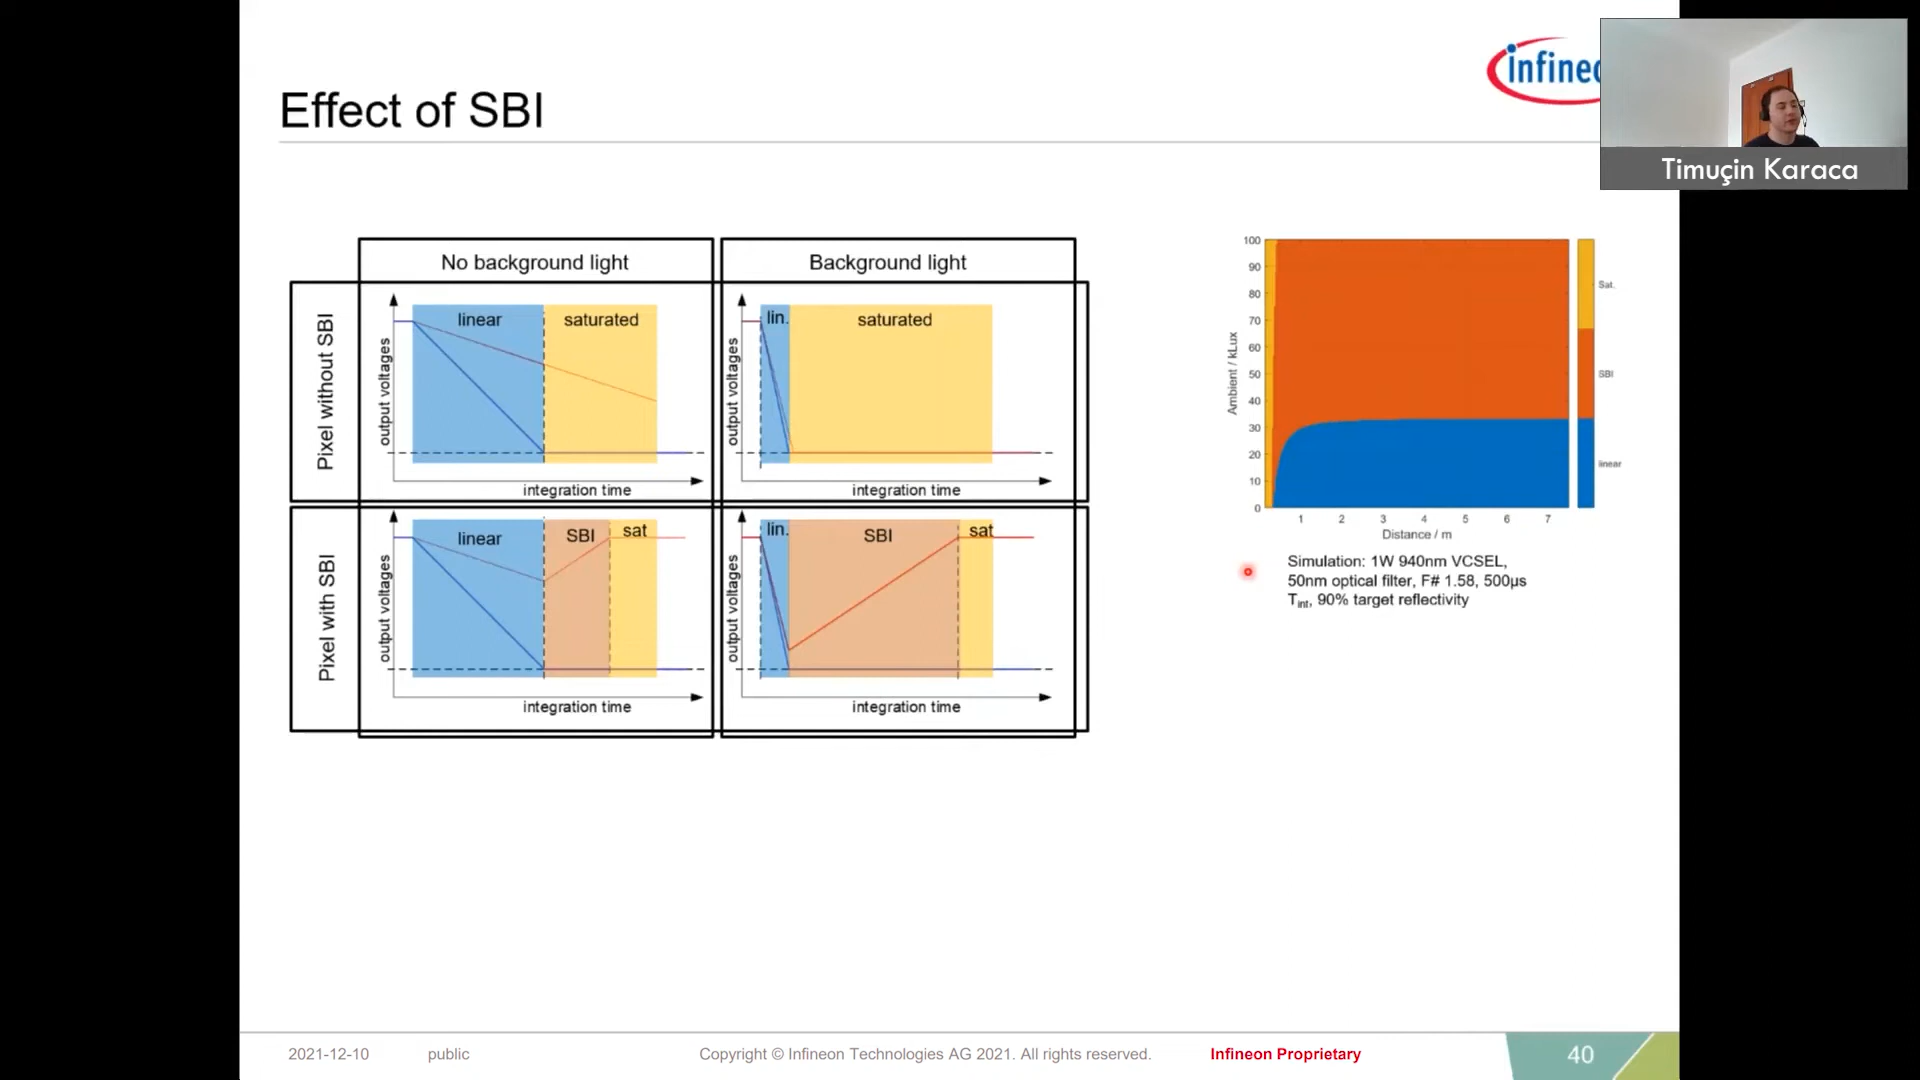 Effect of SBI
infineo
Timuçin Karaca
No background light
Background light
Pixel without SBI
output voltages
linear
saturated
integration time
output voltages
lin.
saturated
integration time
Pixel with SBI
output voltages
linear
SBI
sat
integration time
output voltages
lin.
SBI
sat
integration time
Ambient / kLux
100
90
80
70
60
50
40
30
20
10
0
1 2 3 4 5 6 7
Distance / m
Sat.
SBI
linear
Simulation: 1W 940nm VCSEL,
50nm optical filter, F# 1.58, 500µs
Tint, 90% target reflectivity
2021-12-10
public
Copyright © Infineon Technologies AG 2021. All rights reserved.
Infineon Proprietary
40